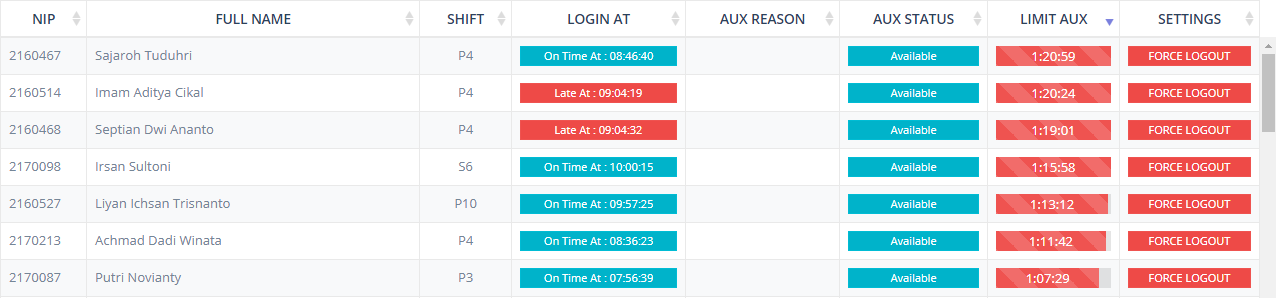 NIP FULL NAME SHIFT LOGIN AT AUX REASON AUX STATUS LIMIT AUX SETTINGS
2160467 Sajaroh Tuduhri P4 On Time At : 08:46:40 Available 1:20:59 FORCE LOGOUT
2160514 Imam Aditya Cikal P4 Late At : 09:04:19 Available 1:20:24 FORCE LOGOUT
2160468 Septian Dwi Ananto P4 Late At : 09:04:32 Available 1:19:01 FORCE LOGOUT
2170098 Irsan Sultoni S6 On Time At : 10:00:15 Available 1:15:58 FORCE LOGOUT
2160527 Liyan Ichsan Trisnanto P10 On Time At : 09:57:25 Available 1:13:12 FORCE LOGOUT
2170213 Achmad Dadi Winata P4 On Time At : 08:36:23 Available 1:11:42 FORCE LOGOUT
2170087 Putri Novianty P3 On Time At : 07:56:39 Available 1:07:29 FORCE LOGOUT